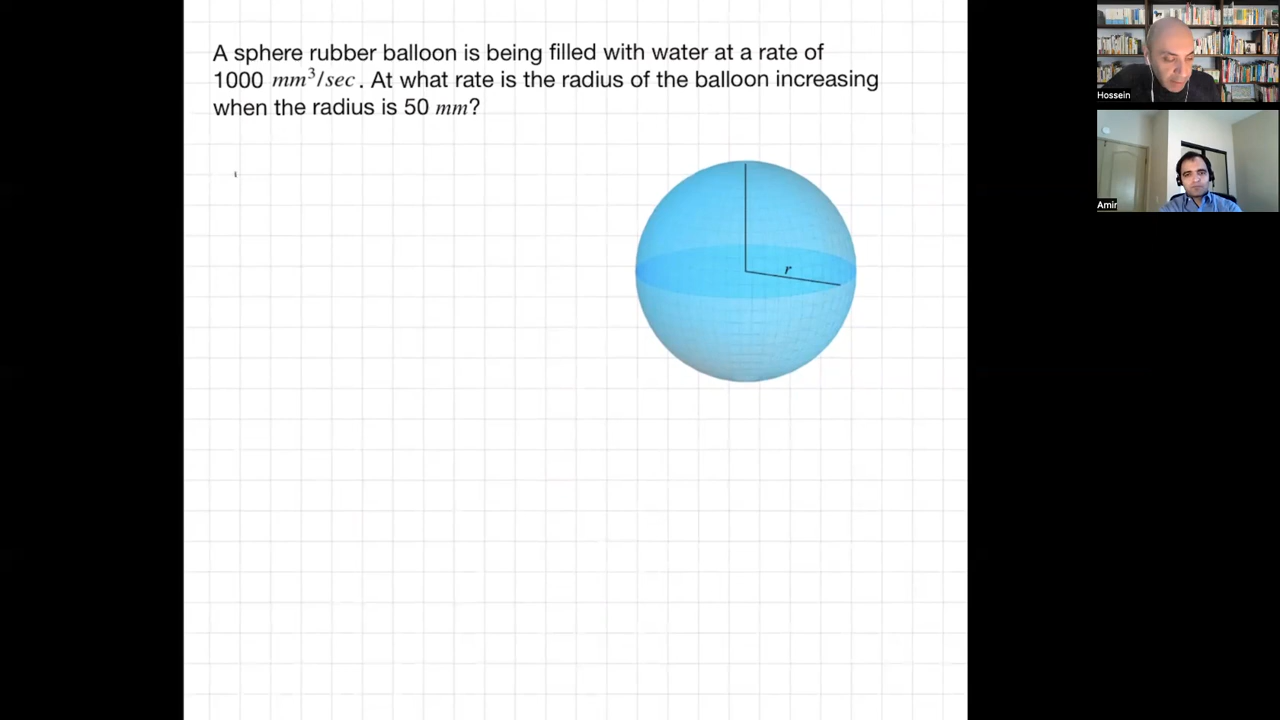 A sphere rubber balloon is being filled with water at a rate of
1000 mm³/sec. At what rate is the radius of the balloon increasing
when the radius is 50 mm?
r
Hossein
Amir